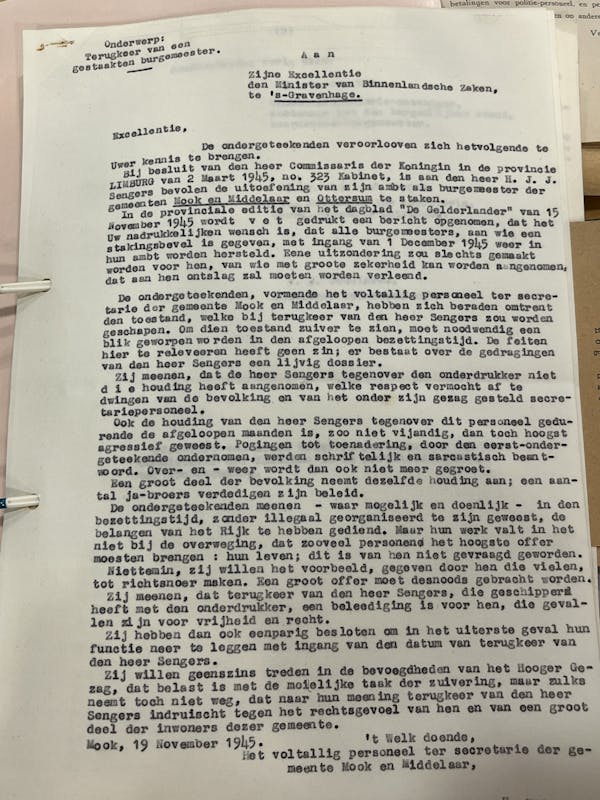 betalingen voor politie-personeel, en pe
Onderwerp:
Terugkeer van een
gestaakten burgemeester.
A a n
Zijne Excellentie
den Minister van Binnenlandsche Zaken,
te 's-Gravenhage.
Excellentie,
De ondergeteekenden veroorloven zich hetvolgende te
Uwer kennis te brengen.
Bij besluit van den heer Commissaris der Koningin in de provincie
LIMBURG van 2 Maart 1945, no. 323 Kabinet, is aan den heer H. J. J.
Sengers bevolen de uitoefening van zijn ambt als burgemeester der
gemeenten Mook en Middelaar en Ottersum te staken.
In de provinciale editie van het dagblad "De Gelderlander" van 15
November 1945 wordt v e t gedrukt een bericht opgenomen, dat het
Uw nadrukkelijken wensch is, dat alle burgemeesters, aan wie een
stakingsbevel is gegeven, met ingang van 1 December 1945 weer in
hun ambt worden hersteld. Eene uitzondering zou slechts gemaakt
worden voor hen, van wie met groote zekerheid kan worden aangenomen,
dat aan hen ontslag zal moeten worden verleend.
De ondergeteekenden, vormende het voltallig personeel ter secre-
tarie der gemeente Mook en Middelaar, hebben zich beraden omtrent
den toestand, welke bij terugkeer van den heer Sengers zou worden
geschapen. Om dien toestand zuiver te zien, moet noodwendig een
blik geworpen worden in den afgeloopen bezettingstijd. De feiten
hier te releveeren heeft geen zin; er bestaat over de gedragingen
van den heer Sengers een lijvig dossier.
Zij meenen, dat de heer Sengers tegenover den onderdrukker niet
d i e houding heeft aangenomen, welke respect vermocht af te
dwingen van de bevolking en van het onder zijn gezag gesteld secre-
tariepersoneel.
Ook de houding van den heer Sengers tegenover dit personeel gedu-
rende de afgeloopen maanden is, zoo niet vijandig, dan toch hoogst
agressief geweest. Pogingen tot toenadering, door den eerst-onder-
geteekende ondernomen, werden schriftelijk en sarcastisch beant-
woord. Over- en - weer wordt dan ook niet meer gegroet.
Een groot deel der bevolking neemt dezelfde houding aan; een aan-
tal ja-broers verdedigen zijn beleid.
De ondergeteekenden meenen - waar mogelijk en doenlijk - in den
bezettingstijd, zonder illegaal georganiseerd te zijn geweest, de
belangen van het Rijk te hebben gediend. Maar hun werk valt in het
niet bij de overweging, dat zooveel personen het hoogste offer
moesten brengen : hun leven; dit is van hen niet gevraagd geworden.
Niettemin, zij willen het voorbeeld, gegeven door hen die vielen,
tot richtsnoer maken. Een groot offer moet desnoods gebracht worden.
Zij meenen, dat terugkeer van den heer Sengers, die geschipperd
heeft met den onderdrukker, een beleediging is voor hen, die geval-
len zijn voor vrijheid en recht.
Zij hebben dan ook eenparig besloten om in het uiterste geval hun
functie neer te leggen met ingang van den datum van terugkeer van
den heer Sengers.
Zij willen geenszins treden in de bevoegdheden van het Hooger Ge-
zag, dat belast is met de moeielijke taak der zuivering, maar zulks
neemt toch niet weg, dat naar hun meening terugkeer van den heer
Sengers indruischt tegen het rechtsgevoel van hen en van een groot
deel der inwoners dezer gemeente.
Mook, 19 November 1945.
't Welk doende,
Het voltallig personeel ter secretarie der ge-
meente Mook en Middelaar,